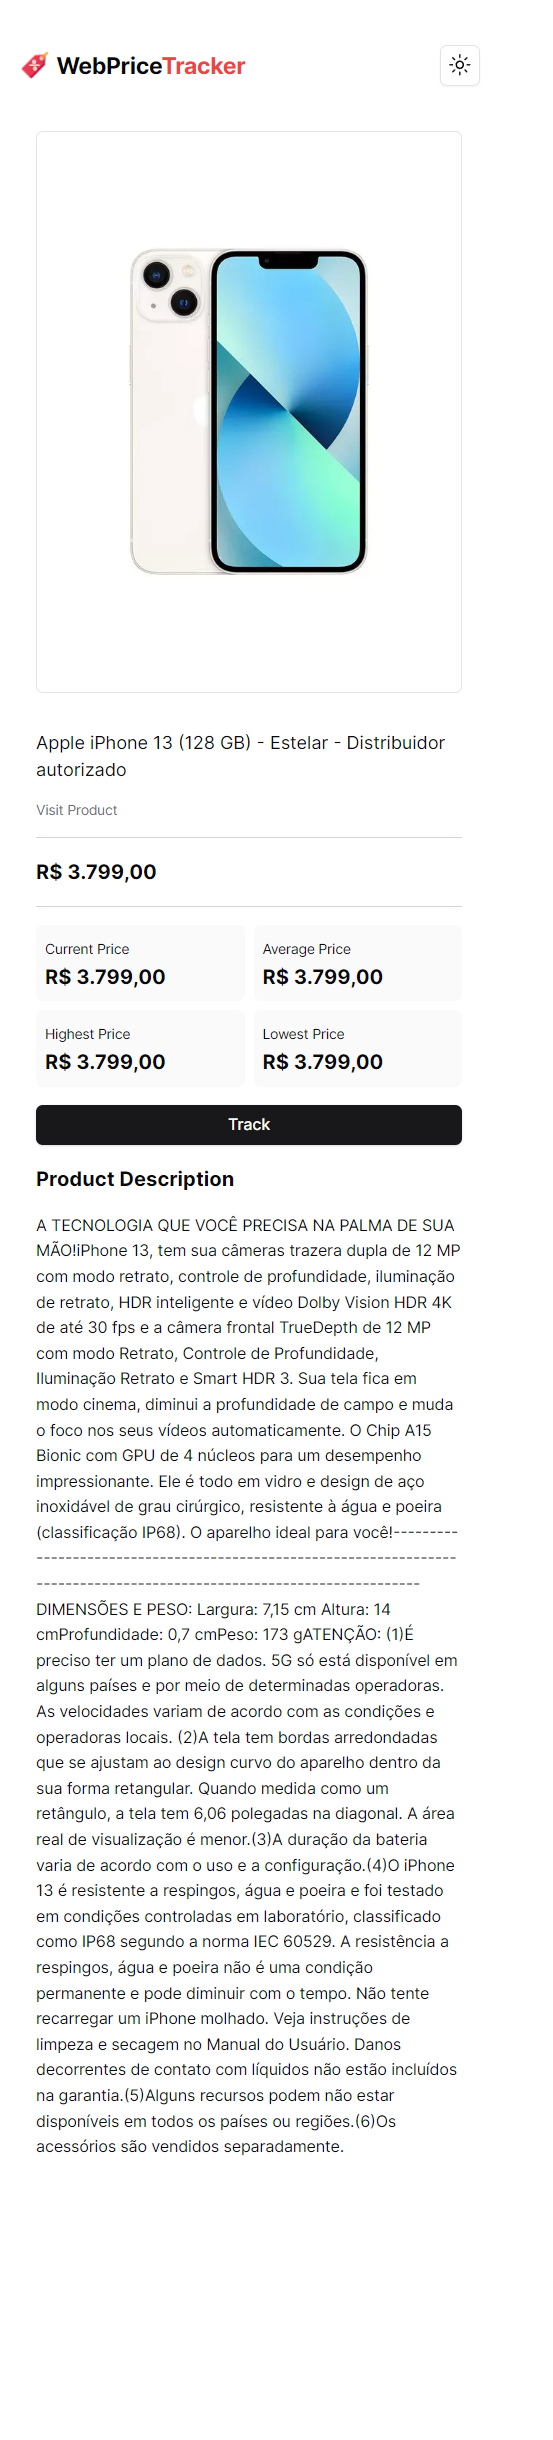 WebPriceTracker
Apple iPhone 13 (128 GB) - Estelar - Distribuidor
autorizado
Visit Product
R$ 3.799,00
Current Price
R$ 3.799,00
Average Price
R$ 3.799,00
Highest Price
R$ 3.799,00
Lowest Price
R$ 3.799,00
Track
Product Description
A TECNOLOGIA QUE VOCÊ PRECISA NA PALMA DE SUA
MÃO!iPhone 13, tem sua câmeras trazera dupla de 12 MP
com modo retrato, controle de profundidade, iluminação
de retrato, HDR inteligente e vídeo Dolby Vision HDR 4K
de até 30 fps e a câmera frontal TrueDepth de 12 MP
com modo Retrato, Controle de Profundidade,
Iluminação Retrato e Smart HDR 3. Sua tela fica em
modo cinema, diminui a profundidade de campo e muda
o foco nos seus vídeos automaticamente. O Chip A15
Bionic com GPU de 4 núcleos para um desempenho
impressionante. Ele é todo em vidro e design de aço
inoxidável de grau cirúrgico, resistente à água e poeira
(classificação IP68). O aparelho ideal para você!---------
----------------------------------------------------------
-----------------------------------------------------
DIMENSÕES E PESO: Largura: 7,15 cm Altura: 14
cmProfundidade: 0,7 cmPeso: 173 gATENÇÃO: (1)É
preciso ter um plano de dados. 5G só está disponível em
alguns países e por meio de determinadas operadoras.
As velocidades variam de acordo com as condições e
operadoras locais. (2)A tela tem bordas arredondadas
que se ajustam ao design curvo do aparelho dentro da
sua forma retangular. Quando medida como um
retângulo, a tela tem 6,06 polegadas na diagonal. A área
real de visualização é menor.(3)A duração da bateria
varia de acordo com o uso e a configuração.(4)O iPhone
13 é resistente a respingos, água e poeira e foi testado
em condições controladas em laboratório, classificado
como IP68 segundo a norma IEC 60529. A resistência a
respingos, água e poeira não é uma condição
permanente e pode diminuir com o tempo. Não tente
recarregar um iPhone molhado. Veja instruções de
limpeza e secagem no Manual do Usuário. Danos
decorrentes de contato com líquidos não estão incluídos
na garantia.(5)Alguns recursos podem não estar
disponíveis em todos os países ou regiões.(6)Os
acessórios são vendidos separadamente.